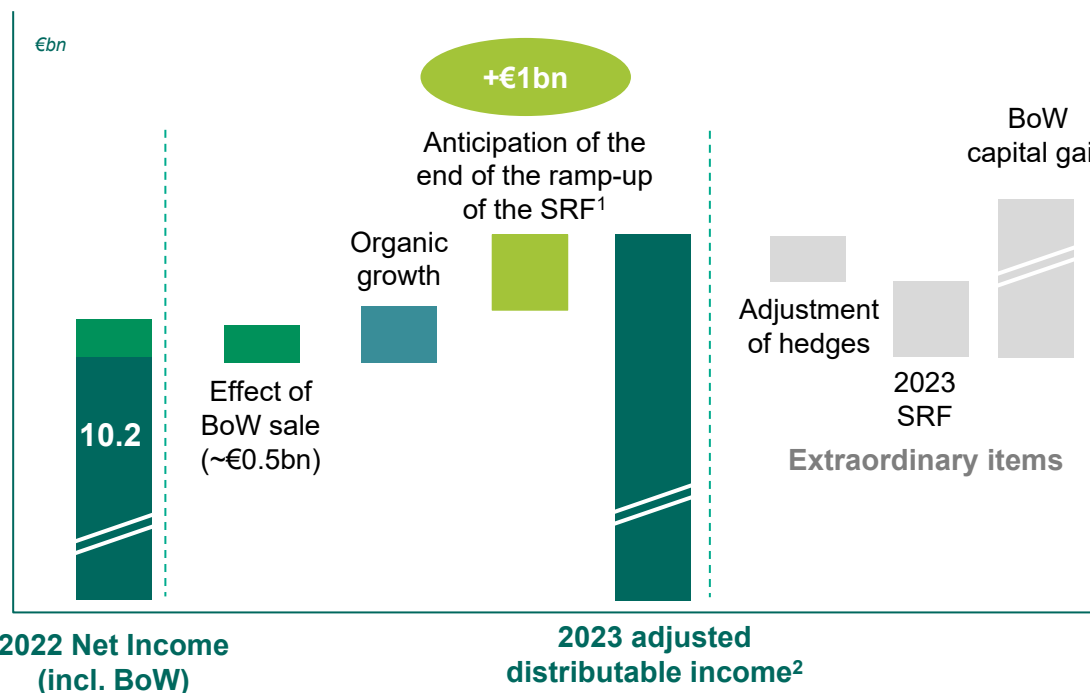 €bn
+€1bn
Anticipation of the
end of the ramp-up
of the SRF¹
Organic
growth
BoW
capital gai
10.2
Effect of
BoW sale
(~€0.5bn)
Adjustment
of hedges
2023
SRF
Extraordinary items
2022 Net Income
(incl. BoW)
2023 adjusted
distributable income²